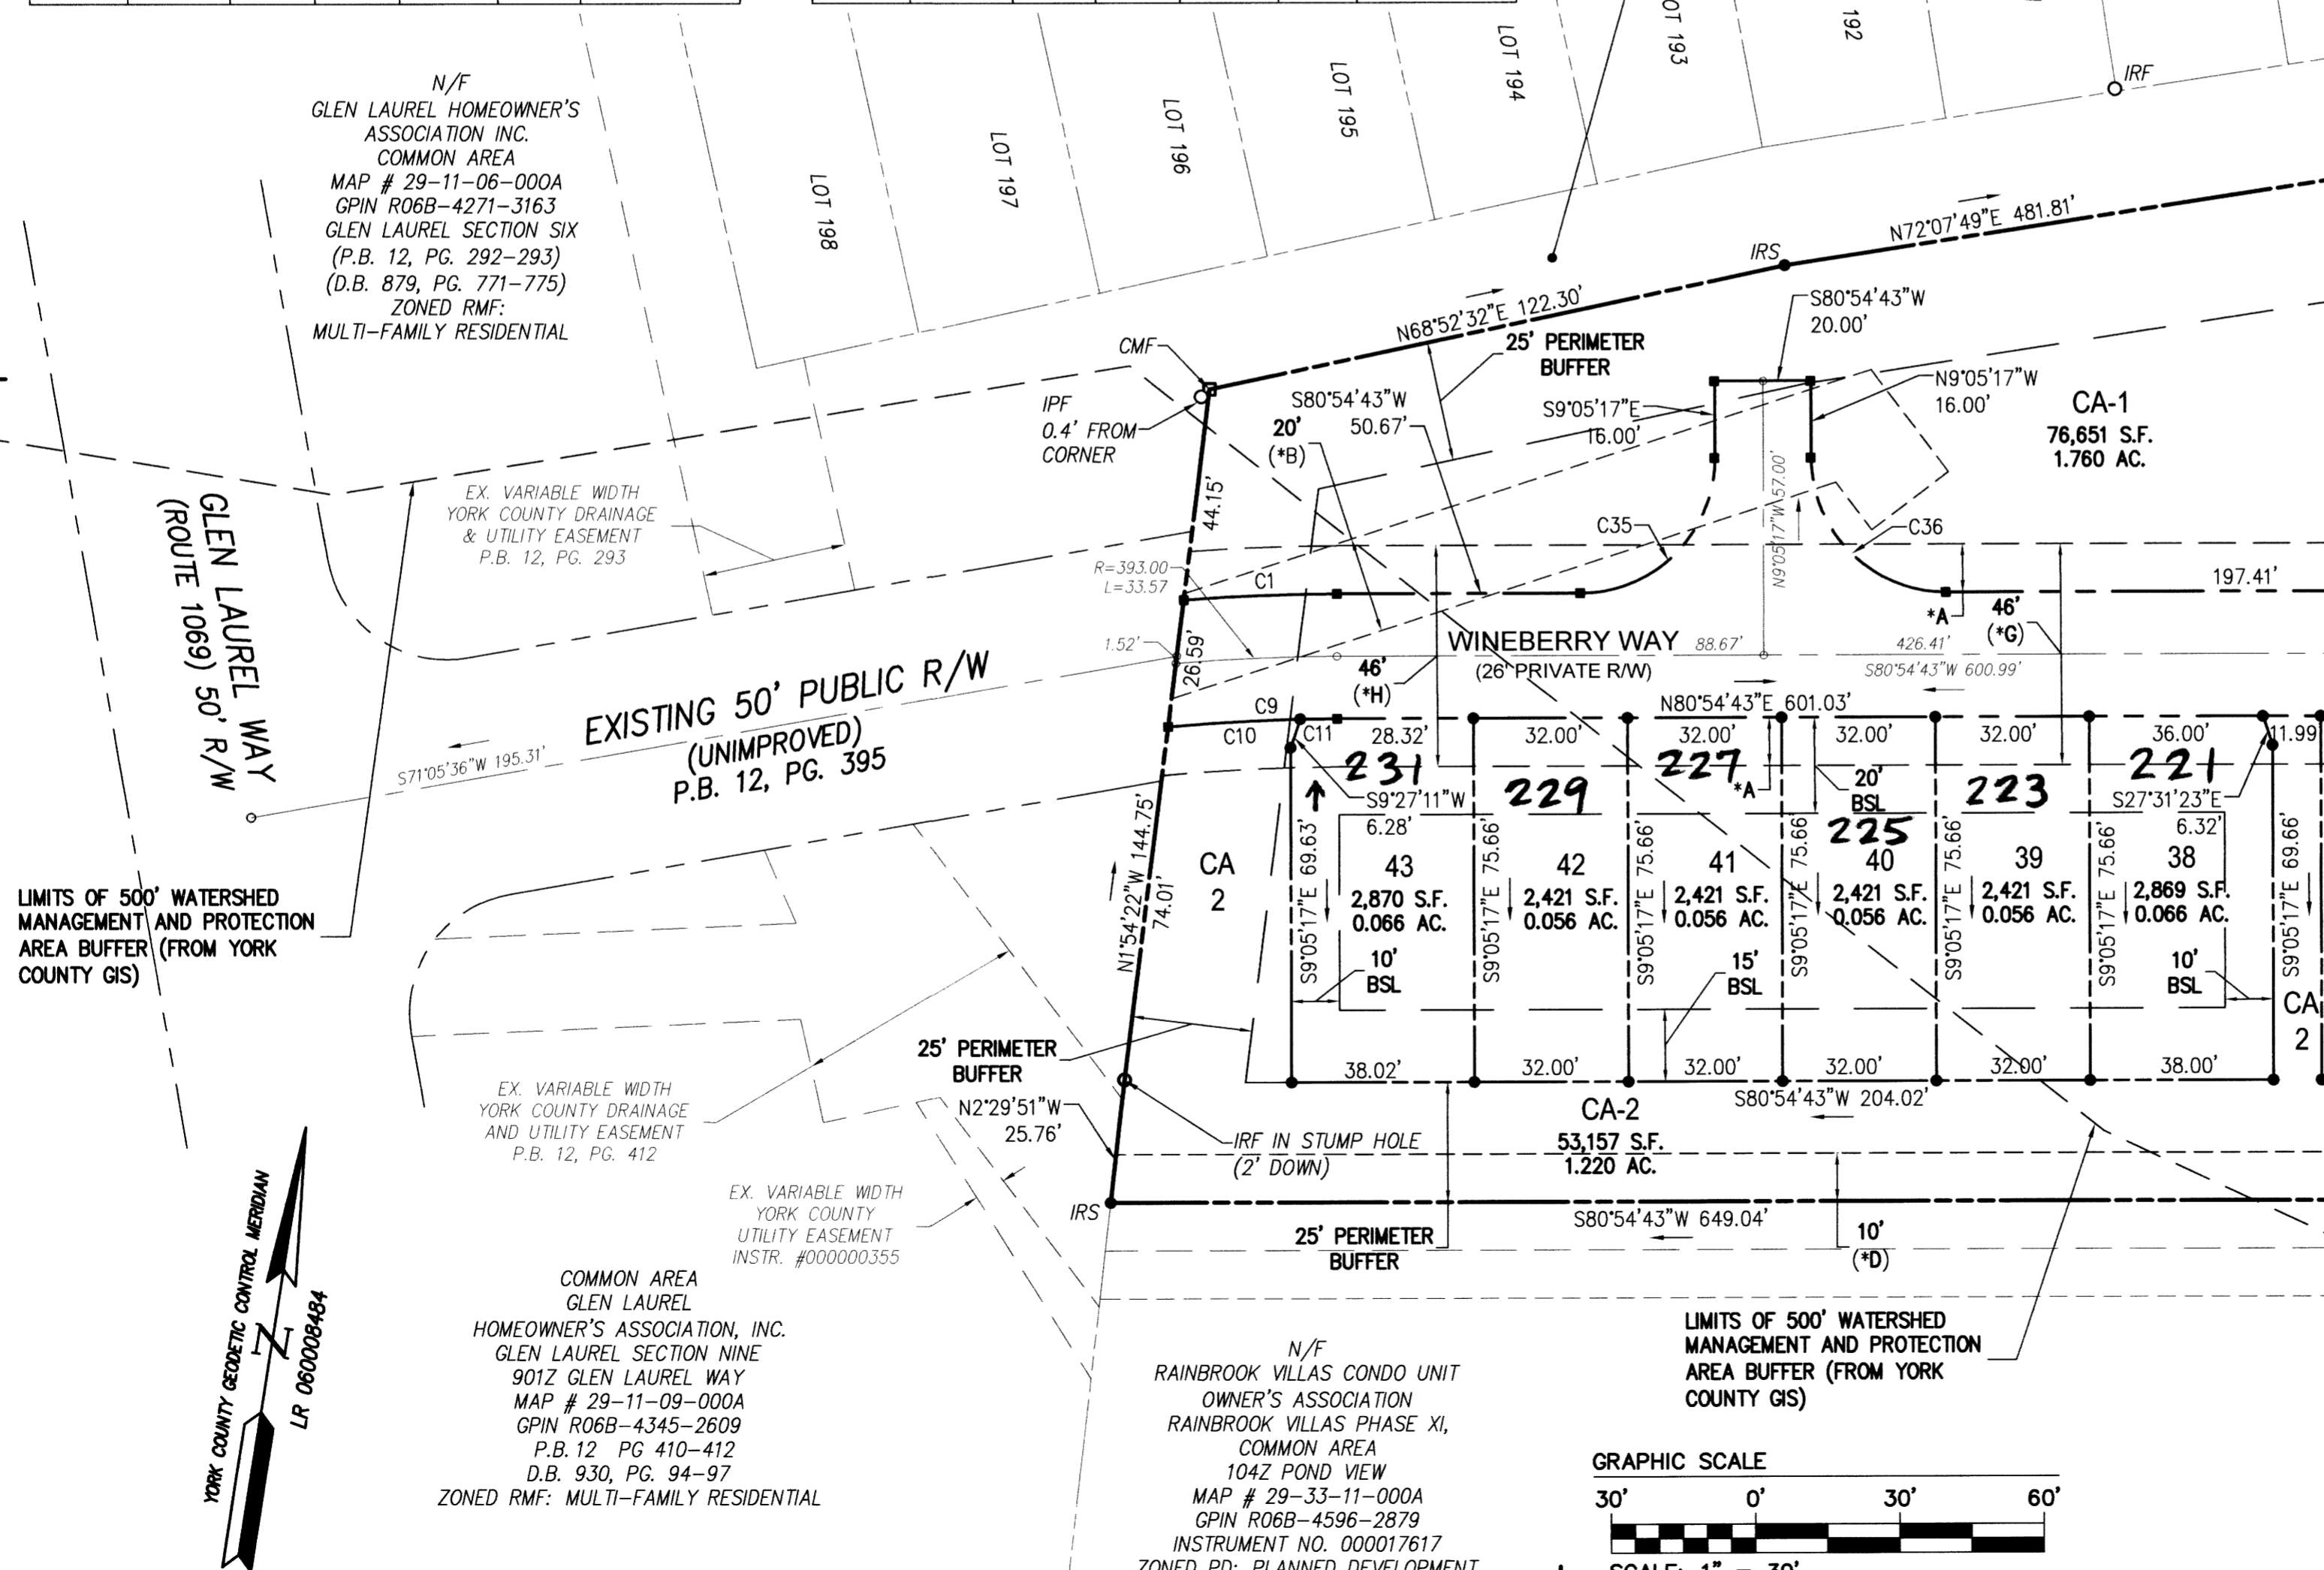 N/F
GLEN LAUREL HOMEOWNER'S
ASSOCIATION INC.
COMMON AREA
MAP # 29-11-06-000A
GPIN R06B-4271-3163
GLEN LAUREL SECTION SIX
(P.B. 12, PG. 292-293)
(D.B. 879, PG. 771-775)
ZONED RMF:
MULTI-FAMILY RESIDENTIAL
LOT 198
LOT 197
LOT 196
LOT 195
LOT 194
193
192
IRF
IRS
N72°07'49"E 481.81'
N68°52'32"E 122.30'
25' PERIMETER
BUFFER
CMF
IPF
0.4' FROM
CORNER
S80°54'43"W
50.67'
20'
(*B)
S80°54'43"W
20.00'
S9°05'17"E
16.00'
N9°05'17"W
16.00'
CA-1
76,651 S.F.
1.760 AC.
N9°05'17"W 57.00'
C35
C36
44.15'
R=393.00
L=33.57
C1
197.41'
*A
46'
(*G)
1.52'
26.59'
WINEBERRY WAY
(26' PRIVATE R/W)
88.67'
426.41'
S80°54'43"W 600.99'
46'
(*H)
N80°54'43"E 601.03'
C9
C10
C11
28.32'
32.00'
32.00'
32.00'
32.00'
36.00'
11.99
EX. VARIABLE WIDTH
YORK COUNTY DRAINAGE
& UTILITY EASEMENT
P.B. 12, PG. 293
GLEN LAUREL WAY
(ROUTE 1069) 50' R/W
EXISTING 50' PUBLIC R/W
(UNIMPROVED)
P.B. 12, PG. 395
S71°05'36"W 195.31'
231
229
227
225
223
221
S9°27'11"W
6.28'
*A
20'
BSL
S27°31'23"E
6.32'
N1°54'22"W 144.75'
74.01'
CA
2
S9°05'17"E 69.63'
43
2,870 S.F.
0.066 AC.
S9°05'17"E 75.66'
42
2,421 S.F.
0.056 AC.
S9°05'17"E 75.66'
41
2,421 S.F.
0.056 AC.
S9°05'17"E 75.66'
40
2,421 S.F.
0.056 AC.
S9°05'17"E 75.66'
39
2,421 S.F.
0.056 AC.
S9°05'17"E 75.66'
38
2,869 S.F.
0.066 AC.
S9°05'17"E 69.66'
CA
2
10'
BSL
15'
BSL
10'
BSL
LIMITS OF 500' WATERSHED
MANAGEMENT AND PROTECTION
AREA BUFFER (FROM YORK
COUNTY GIS)
25' PERIMETER
BUFFER
38.02'
32.00'
32.00'
32.00'
32.00'
38.00'
S80°54'43"W 204.02'
EX. VARIABLE WIDTH
YORK COUNTY DRAINAGE
AND UTILITY EASEMENT
P.B. 12, PG. 412
N2°29'51"W
25.76'
IRF IN STUMP HOLE
(2' DOWN)
CA-2
53,157 S.F.
1.220 AC.
EX. VARIABLE WIDTH
YORK COUNTY
UTILITY EASEMENT
INSTR. #000000355
IRS
S80°54'43"W 649.04'
25' PERIMETER
BUFFER
10'
(*D)
YORK COUNTY GEODETIC CONTROL MERIDIAN
N
LR 060008484
COMMON AREA
GLEN LAUREL
HOMEOWNER'S ASSOCIATION, INC.
GLEN LAUREL SECTION NINE
901Z GLEN LAUREL WAY
MAP # 29-11-09-000A
GPIN R06B-4345-2609
P.B. 12 PG 410-412
D.B. 930, PG. 94-97
ZONED RMF: MULTI-FAMILY RESIDENTIAL
N/F
RAINBROOK VILLAS CONDO UNIT
OWNER'S ASSOCIATION
RAINBROOK VILLAS PHASE XI,
COMMON AREA
104Z POND VIEW
MAP # 29-33-11-000A
GPIN R06B-4596-2879
INSTRUMENT NO. 000017617
ZONED PD: PLANNED DEVELOPMENT
LIMITS OF 500' WATERSHED
MANAGEMENT AND PROTECTION
AREA BUFFER (FROM YORK
COUNTY GIS)
GRAPHIC SCALE
30' 0' 30' 60'
SCALE: 1" = 30'